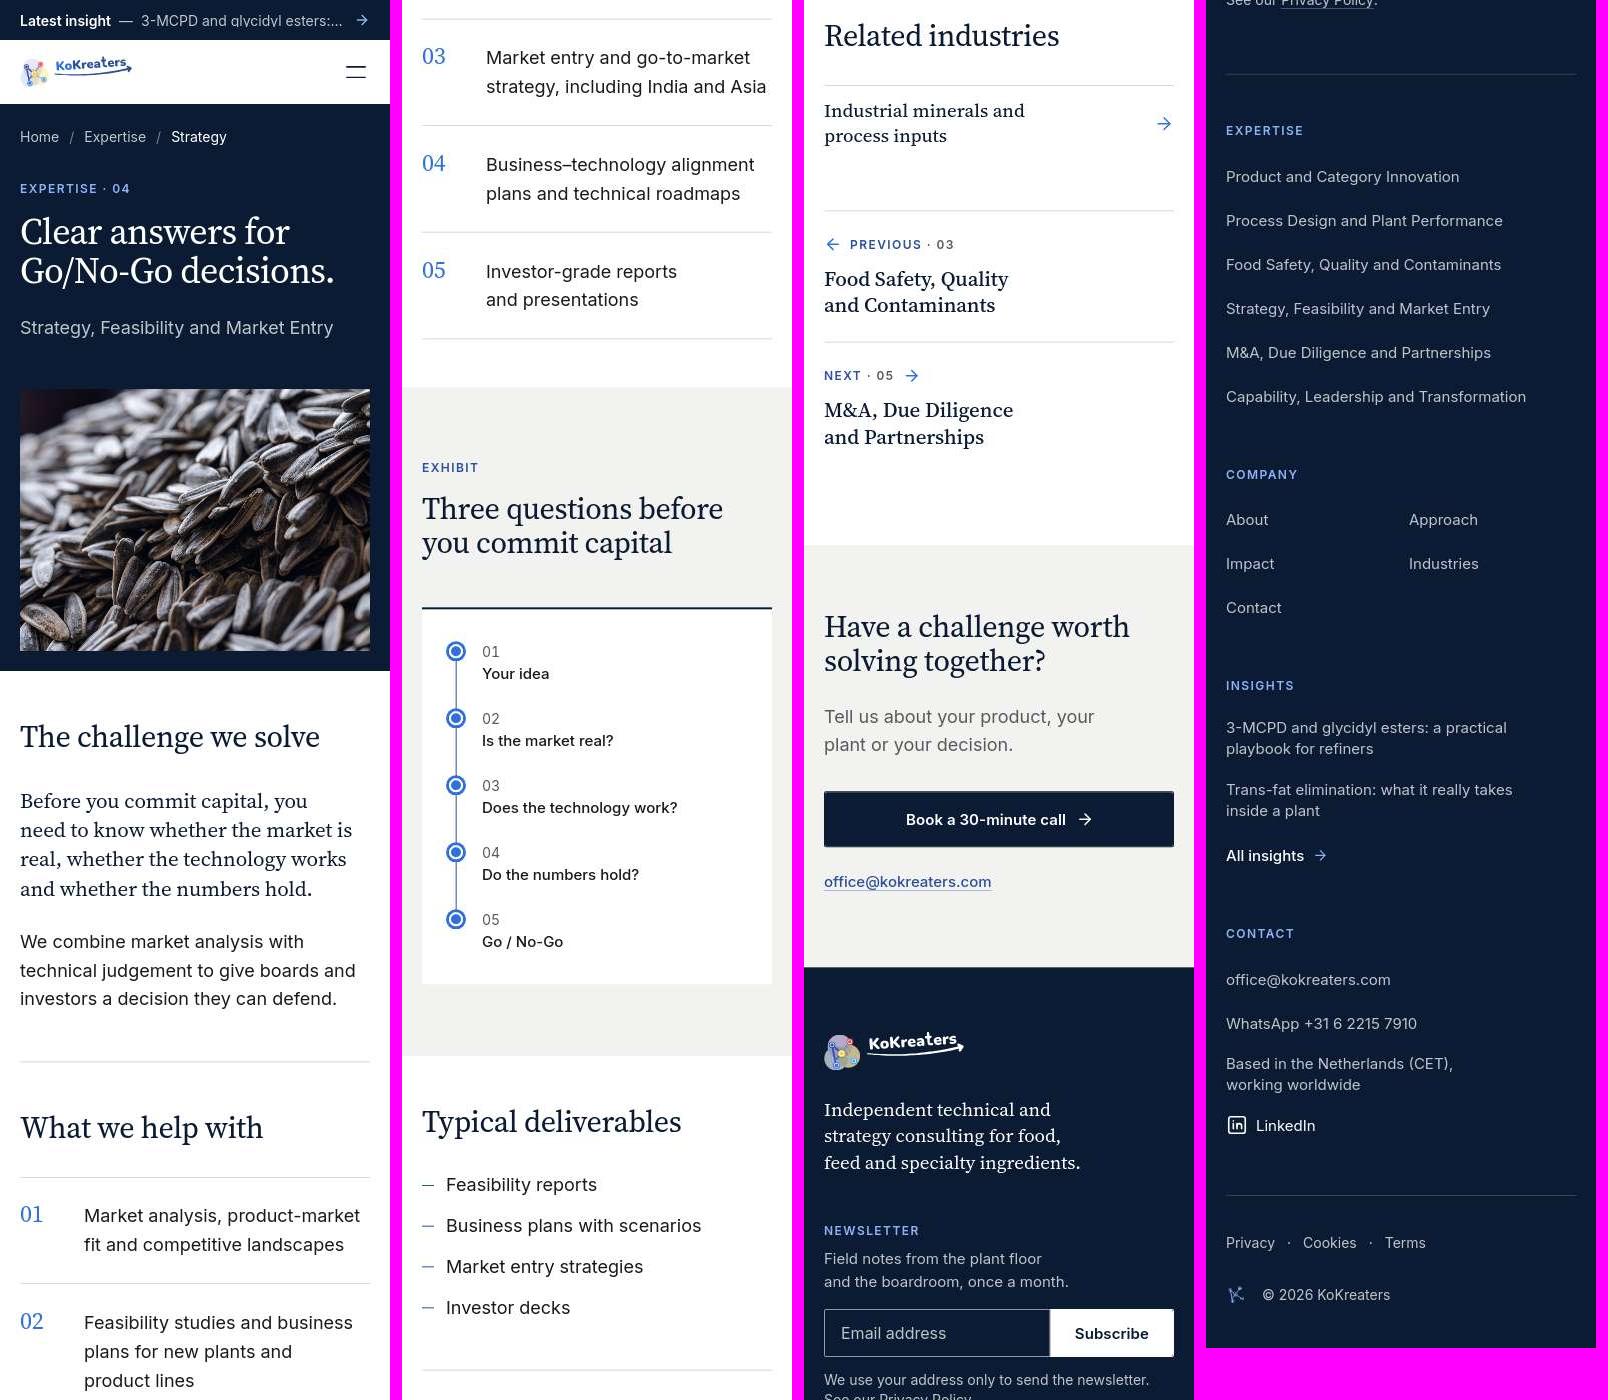 Latest insight — 3-MCPD and glycidyl esters:...
KoKreaters
Home / Expertise / Strategy
EXPERTISE · 04
Clear answers for
Go/No-Go decisions.
Strategy, Feasibility and Market Entry
The challenge we solve
Before you commit capital, you
need to know whether the market is
real, whether the technology works
and whether the numbers hold.
We combine market analysis with
technical judgement to give boards and
investors a decision they can defend.
What we help with
01 Market analysis, product-market
fit and competitive landscapes
02 Feasibility studies and business
plans for new plants and
product lines
03 Market entry and go-to-market
strategy, including India and Asia
04 Business–technology alignment
plans and technical roadmaps
05 Investor-grade reports
and presentations
EXHIBIT
Three questions before
you commit capital
01
Your idea
02
Is the market real?
03
Does the technology work?
04
Do the numbers hold?
05
Go / No-Go
Typical deliverables
— Feasibility reports
— Business plans with scenarios
— Market entry strategies
— Investor decks
Related industries
Industrial minerals and
process inputs
PREVIOUS · 03
Food Safety, Quality
and Contaminants
NEXT · 05
M&A, Due Diligence
and Partnerships
Have a challenge worth
solving together?
Tell us about your product, your
plant or your decision.
Book a 30-minute call
office@kokreaters.com
KoKreaters
Independent technical and
strategy consulting for food,
feed and specialty ingredients.
NEWSLETTER
Field notes from the plant floor
and the boardroom, once a month.
Email address
Subscribe
We use your address only to send the newsletter.
See our Privacy Policy.
See our Privacy Policy.
EXPERTISE
Product and Category Innovation
Process Design and Plant Performance
Food Safety, Quality and Contaminants
Strategy, Feasibility and Market Entry
M&A, Due Diligence and Partnerships
Capability, Leadership and Transformation
COMPANY
About Approach
Impact Industries
Contact
INSIGHTS
3-MCPD and glycidyl esters: a practical
playbook for refiners
Trans-fat elimination: what it really takes
inside a plant
All insights
CONTACT
office@kokreaters.com
WhatsApp +31 6 2215 7910
Based in the Netherlands (CET),
working worldwide
LinkedIn
Privacy · Cookies · Terms
© 2026 KoKreaters